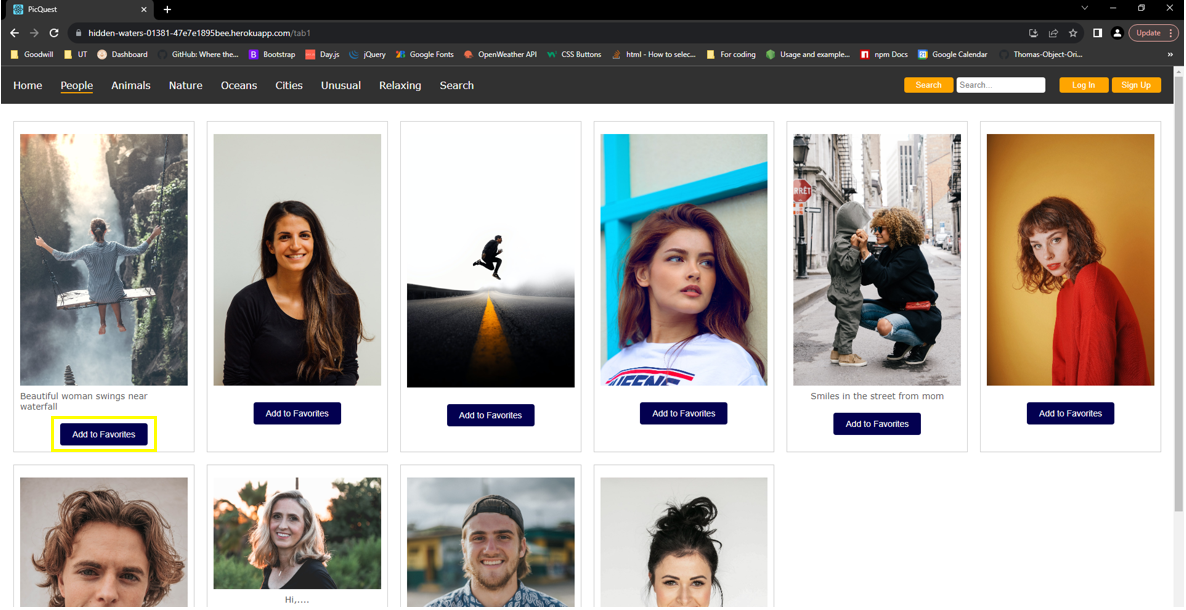 PicQuest
hidden-waters-01381-47e7e1895bee.herokuapp.com/tab1
Update
Goodwill
UT
Dashboard
GitHub: Where the...
Bootstrap
Day.js
jQuery
Google Fonts
OpenWeather API
CSS Buttons
html - How to selec...
For coding
Usage and example...
npm Docs
Google Calendar
Thomas-Object-Ori...
Home
People
Animals
Nature
Oceans
Cities
Unusual
Relaxing
Search
Search
Search...
Log In
Sign Up
Beautiful woman swings near
waterfall
Add to Favorites
Add to Favorites
Add to Favorites
QUEENS
Add to Favorites
Smiles in the street from mom
Add to Favorites
Add to Favorites
Hi,....